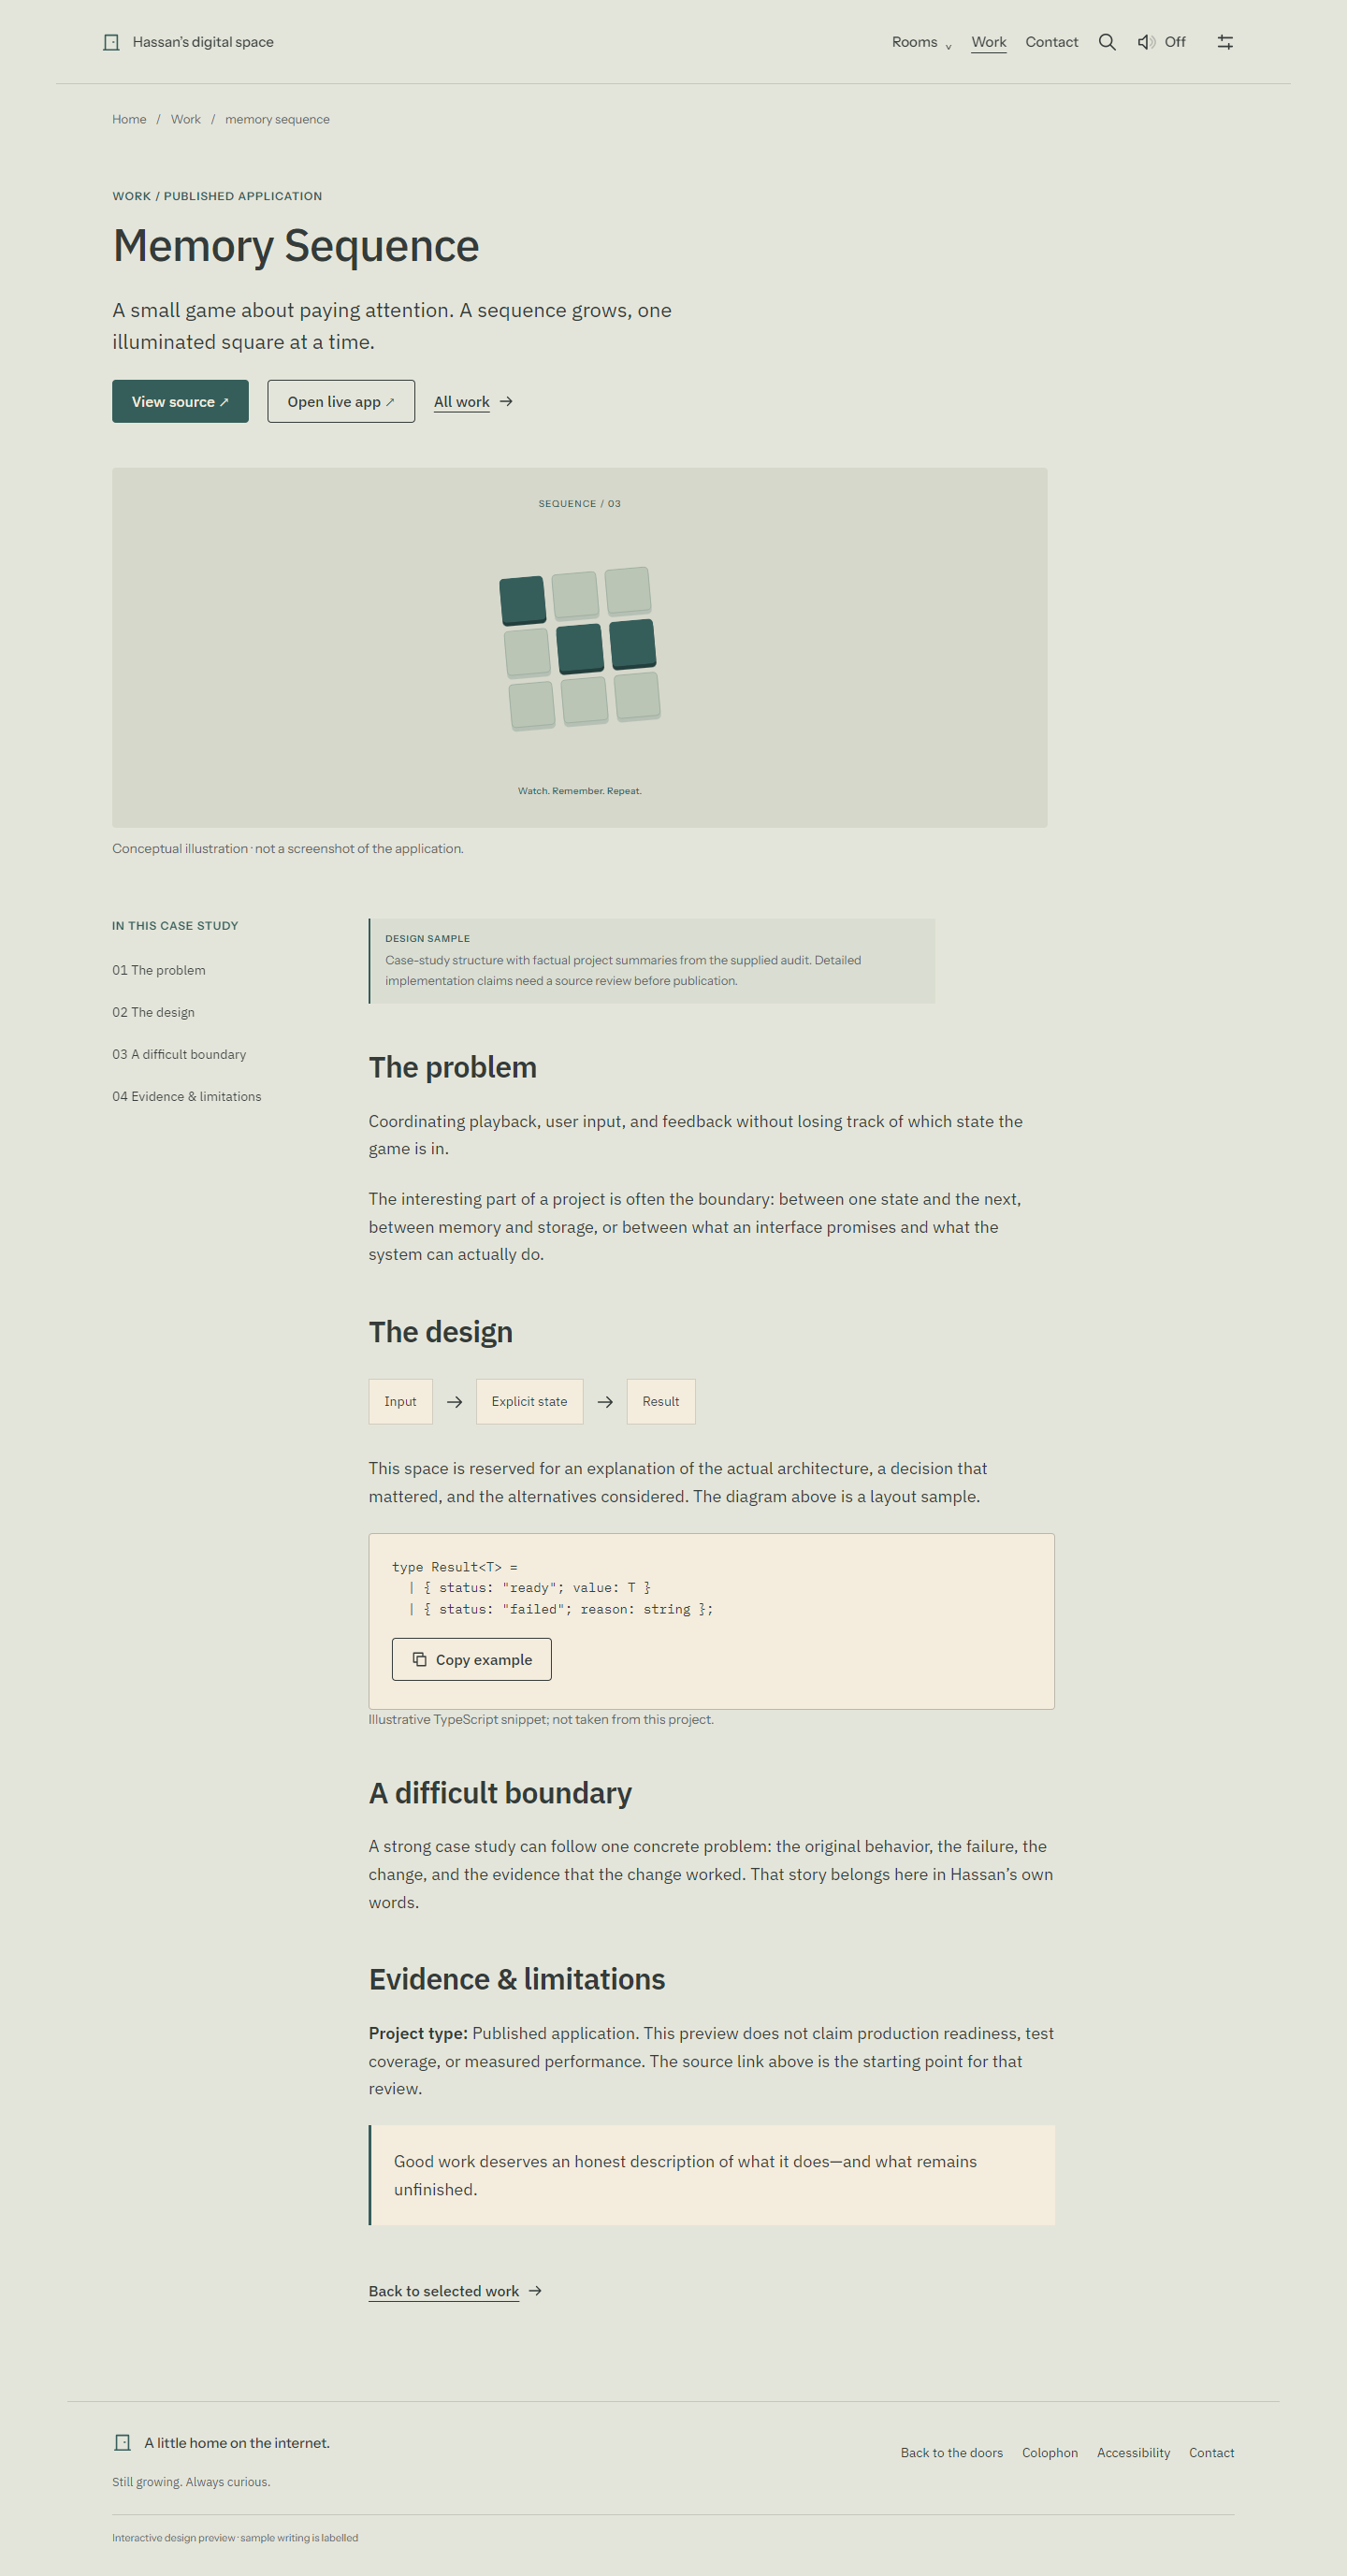 Hassan's digital space
Rooms Work Contact Off
Home / Work / memory sequence
WORK / PUBLISHED APPLICATION
Memory Sequence
A small game about paying attention. A sequence grows, one
illuminated square at a time.
View source ↗ Open live app ↗ All work →
SEQUENCE / 03
Watch. Remember. Repeat.
Conceptual illustration · not a screenshot of the application.
IN THIS CASE STUDY
01 The problem
02 The design
03 A difficult boundary
04 Evidence & limitations
DESIGN SAMPLE
Case-study structure with factual project summaries from the supplied audit. Detailed
implementation claims need a source review before publication.
The problem
Coordinating playback, user input, and feedback without losing track of which state the
game is in.
The interesting part of a project is often the boundary: between one state and the next,
between memory and storage, or between what an interface promises and what the
system can actually do.
The design
Input → Explicit state → Result
This space is reserved for an explanation of the actual architecture, a decision that
mattered, and the alternatives considered. The diagram above is a layout sample.
type Result<T> =
  | { status: "ready"; value: T }
  | { status: "failed"; reason: string };
Copy example
Illustrative TypeScript snippet; not taken from this project.
A difficult boundary
A strong case study can follow one concrete problem: the original behavior, the failure, the
change, and the evidence that the change worked. That story belongs here in Hassan's own
words.
Evidence & limitations
Project type: Published application. This preview does not claim production readiness, test
coverage, or measured performance. The source link above is the starting point for that
review.
Good work deserves an honest description of what it does—and what remains
unfinished.
Back to selected work →
A little home on the internet.
Still growing. Always curious.
Back to the doors Colophon Accessibility Contact
Interactive design preview · sample writing is labelled